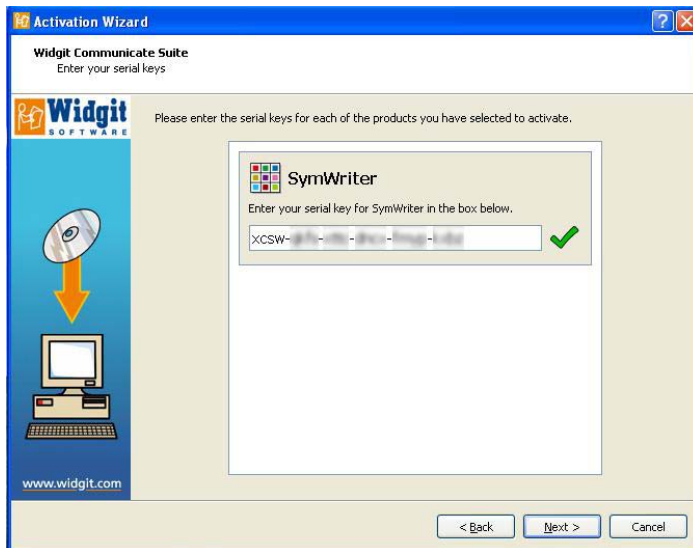 Activation Wizard
Widgit Communicate Suite
Enter your serial keys
Widgit
SOFTWARE
Please enter the serial keys for each of the products you have selected to activate.
SymWriter
Enter your serial key for SymWriter in the box below.
xcsw-
www.widgit.com
< Back
Next >
Cancel